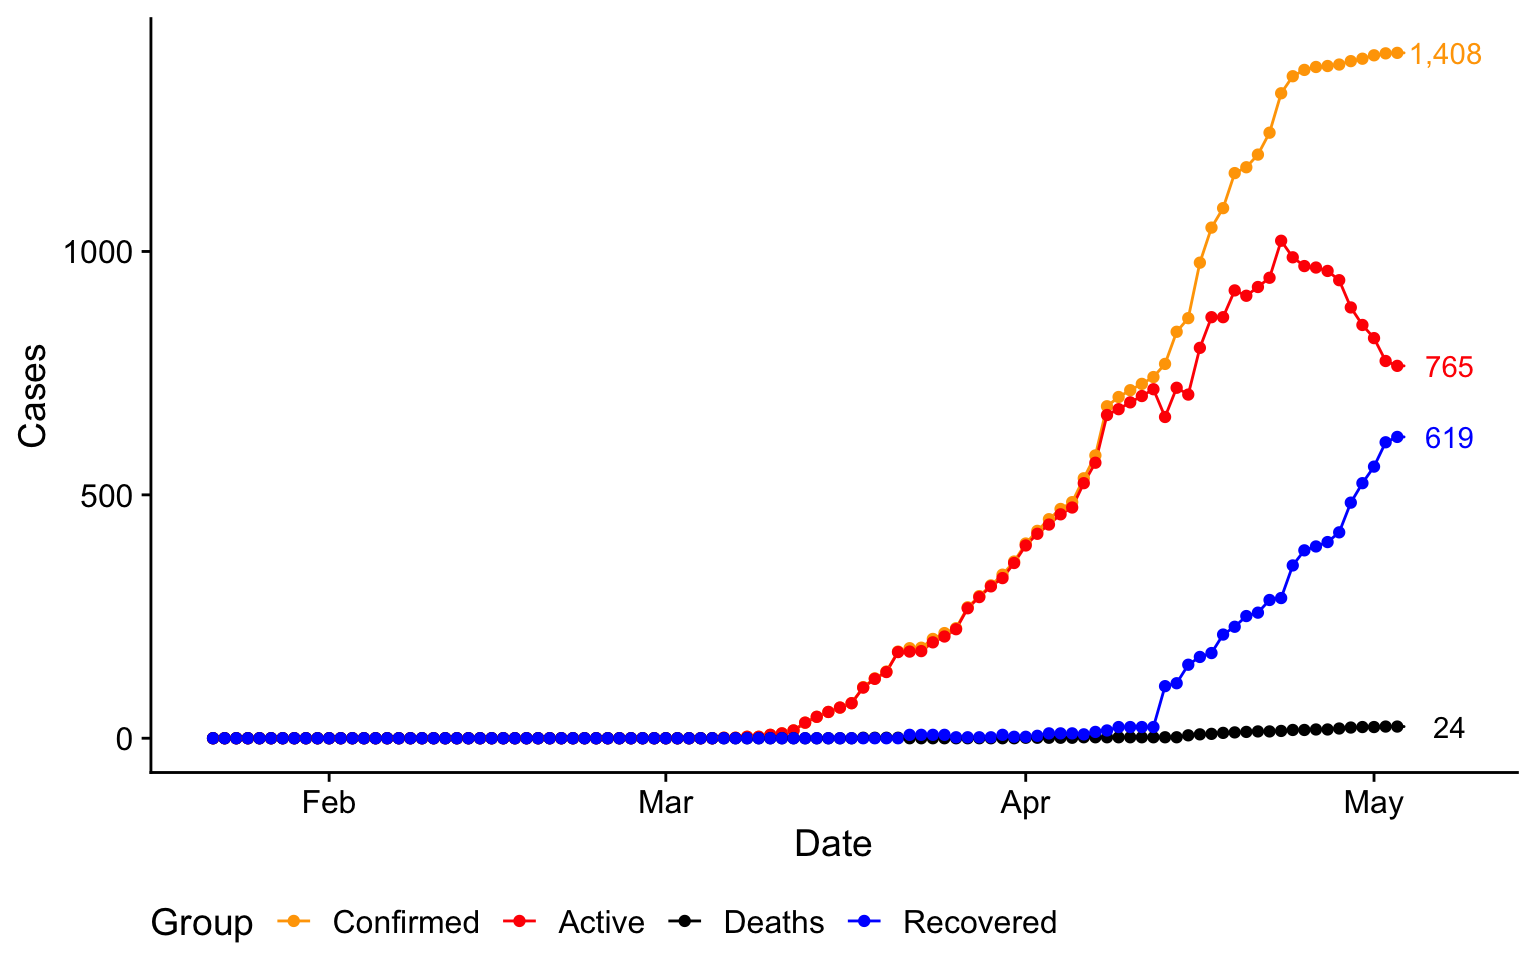 1,408
1000
765
619
500
24
0
Cases
Feb Mar Apr May
Date
Group Confirmed Active Deaths Recovered